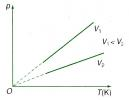 P
V₁
V₁ < V₂
V₂
O
T(K)